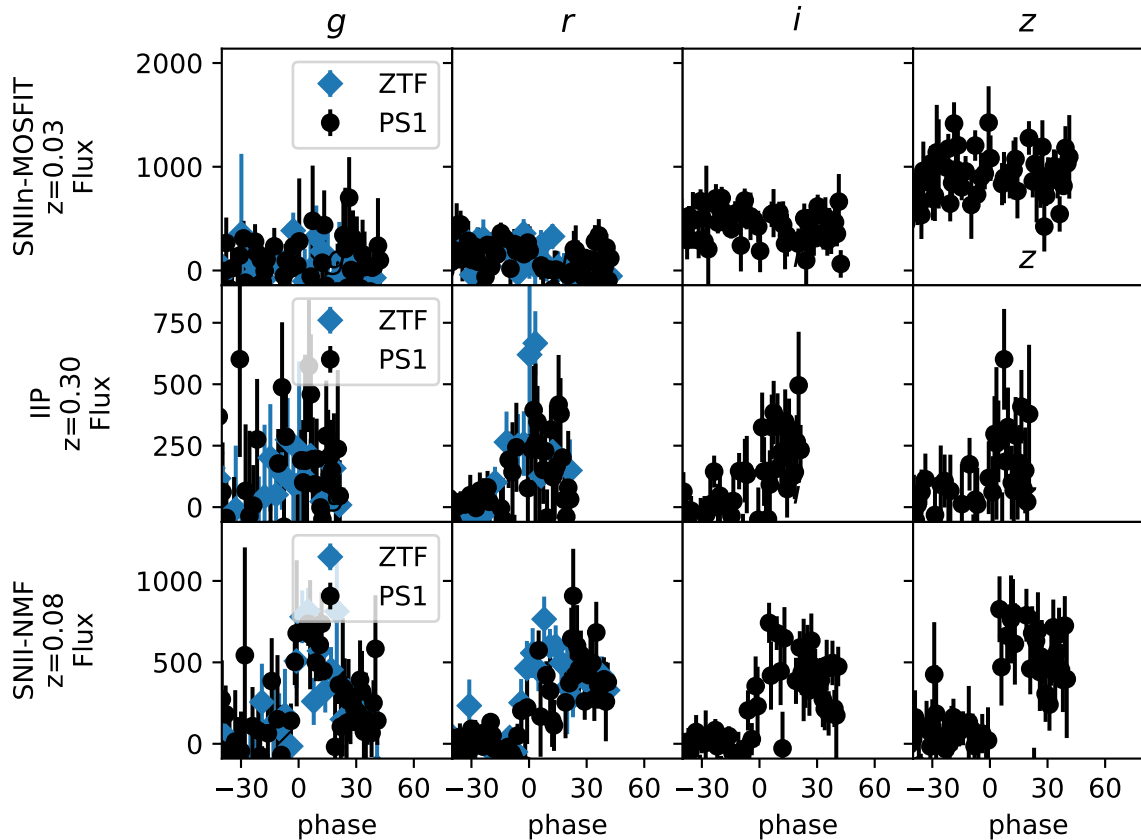 g r i z
SNIIn-MOSFIT
z=0.03
Flux
2000
1000
0
ZTF
PS1
z
IIP
z=0.30
Flux
750
500
250
0
ZTF
PS1
SNII-NMF
z=0.08
Flux
1000
500
0
ZTF
PS1
−30 0 30 60 −30 0 30 60 −30 0 30 60 −30 0 30 60
phase phase phase phase